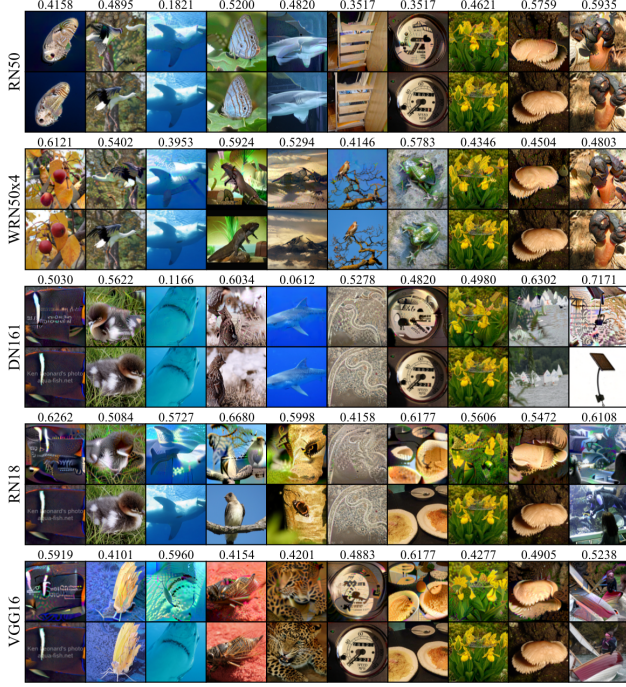 0.4158 0.4895 0.1821 0.5200 0.4820 0.3517 0.3517 0.4621 0.5759 0.5935
RN50
0.6121 0.5402 0.3953 0.5924 0.5294 0.4146 0.5783 0.4346 0.4504 0.4803
WRN50x4
0.5030 0.5622 0.1166 0.6034 0.0612 0.5278 0.4820 0.4980 0.6302 0.7171
DN161
Ken Leonard's photo
aqua-fish.net
0.6262 0.5084 0.5727 0.6680 0.5998 0.4158 0.6177 0.5606 0.5472 0.6108
RN18
Ken Leonard's photo
aqua-fish.net
0.5919 0.4101 0.5960 0.4154 0.4201 0.4883 0.6177 0.4277 0.4905 0.5238
VGG16
Ken Leonard's photo
aqua-fish.net